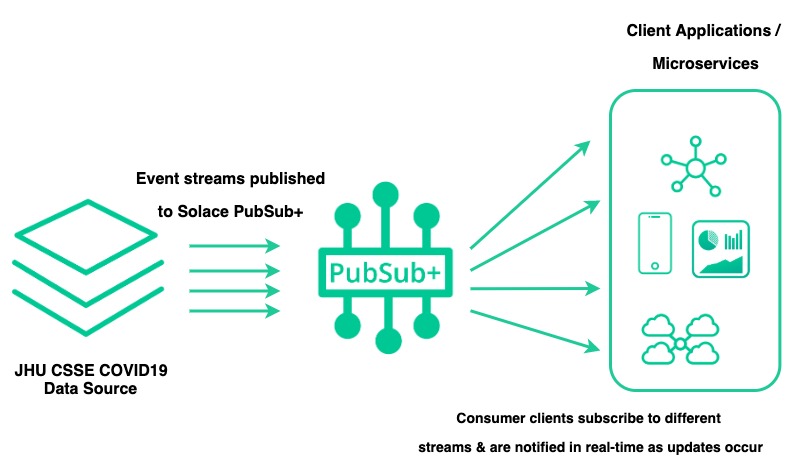 Client Applications /
Microservices
Event streams published
to Solace PubSub+
PubSub+
JHU CSSE COVID19
Data Source
Consumer clients subscribe to different
streams & are notified in real-time as updates occur